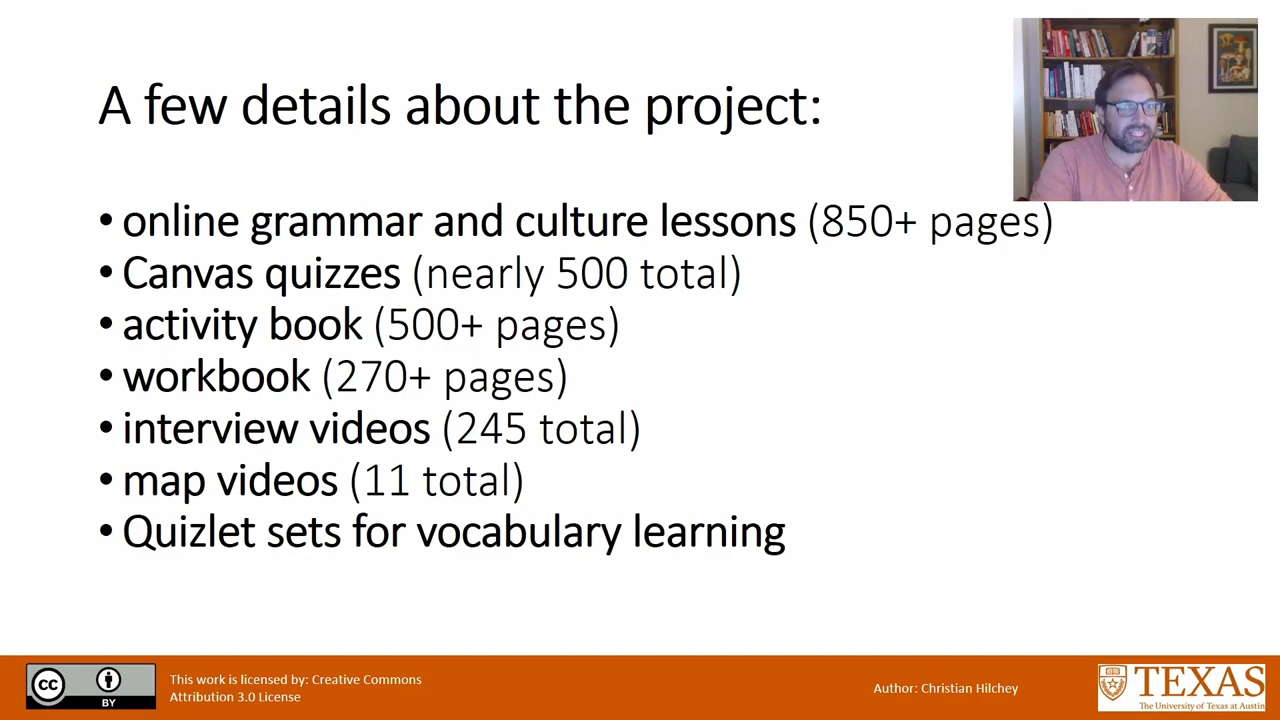 A few details about the project:
• online grammar and culture lessons (850+ pages)
• Canvas quizzes (nearly 500 total)
• activity book (500+ pages)
• workbook (270+ pages)
• interview videos (245 total)
• map videos (11 total)
• Quizlet sets for vocabulary learning
cc
BY
This work is licensed by: Creative Commons
Attribution 3.0 License
Author: Christian Hilchey
TEXAS
The University of Texas at Austin